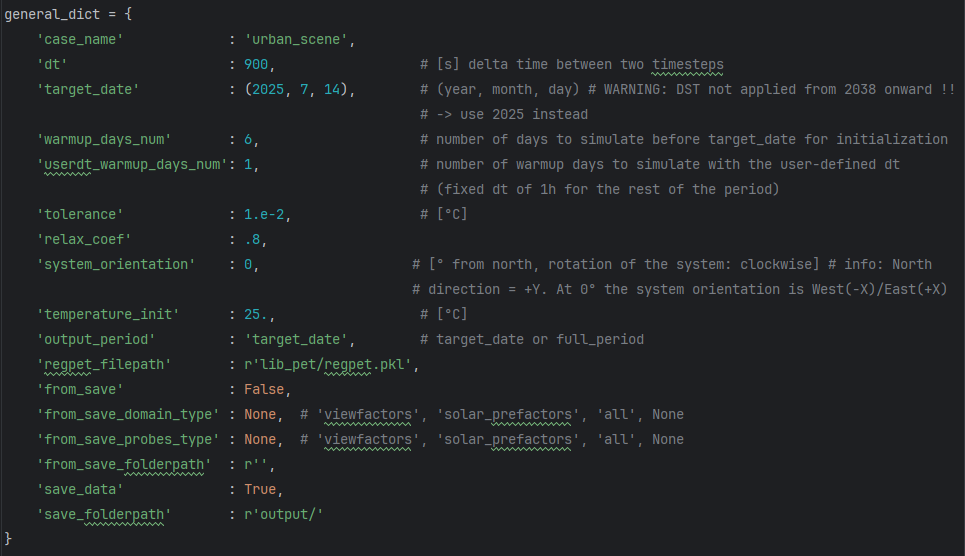 general_dict = {
    'case_name'             : 'urban_scene',
    'dt'                    : 900,                  # [s] delta time between two timesteps
    'target_date'           : (2025, 7, 14),        # (year, month, day) # WARNING: DST not applied from 2038 onward !!
                                                    # -> use 2025 instead
    'warmup_days_num'       : 6,                    # number of days to simulate before target_date for initialization
    'userdt_warmup_days_num': 1,                    # number of warmup days to simulate with the user-defined dt
                                                    # (fixed dt of 1h for the rest of the period)
    'tolerance'             : 1.e-2,                # [°C]
    'relax_coef'            : .8,
    'system_orientation'    : 0,                   # [° from north, rotation of the system: clockwise] # info: North
                                                   # direction = +Y. At 0° the system orientation is West(-X)/East(+X)
    'temperature_init'      : 25.,                  # [°C]
    'output_period'         : 'target_date',        # target_date or full_period
    'regpet_filepath'       : r'lib_pet/regpet.pkl',
    'from_save'             : False,
    'from_save_domain_type' : None,  # 'viewfactors', 'solar_prefactors', 'all', None
    'from_save_probes_type' : None,  # 'viewfactors', 'solar_prefactors', 'all', None
    'from_save_folderpath'  : r'',
    'save_data'             : True,
    'save_folderpath'       : r'output/'
}